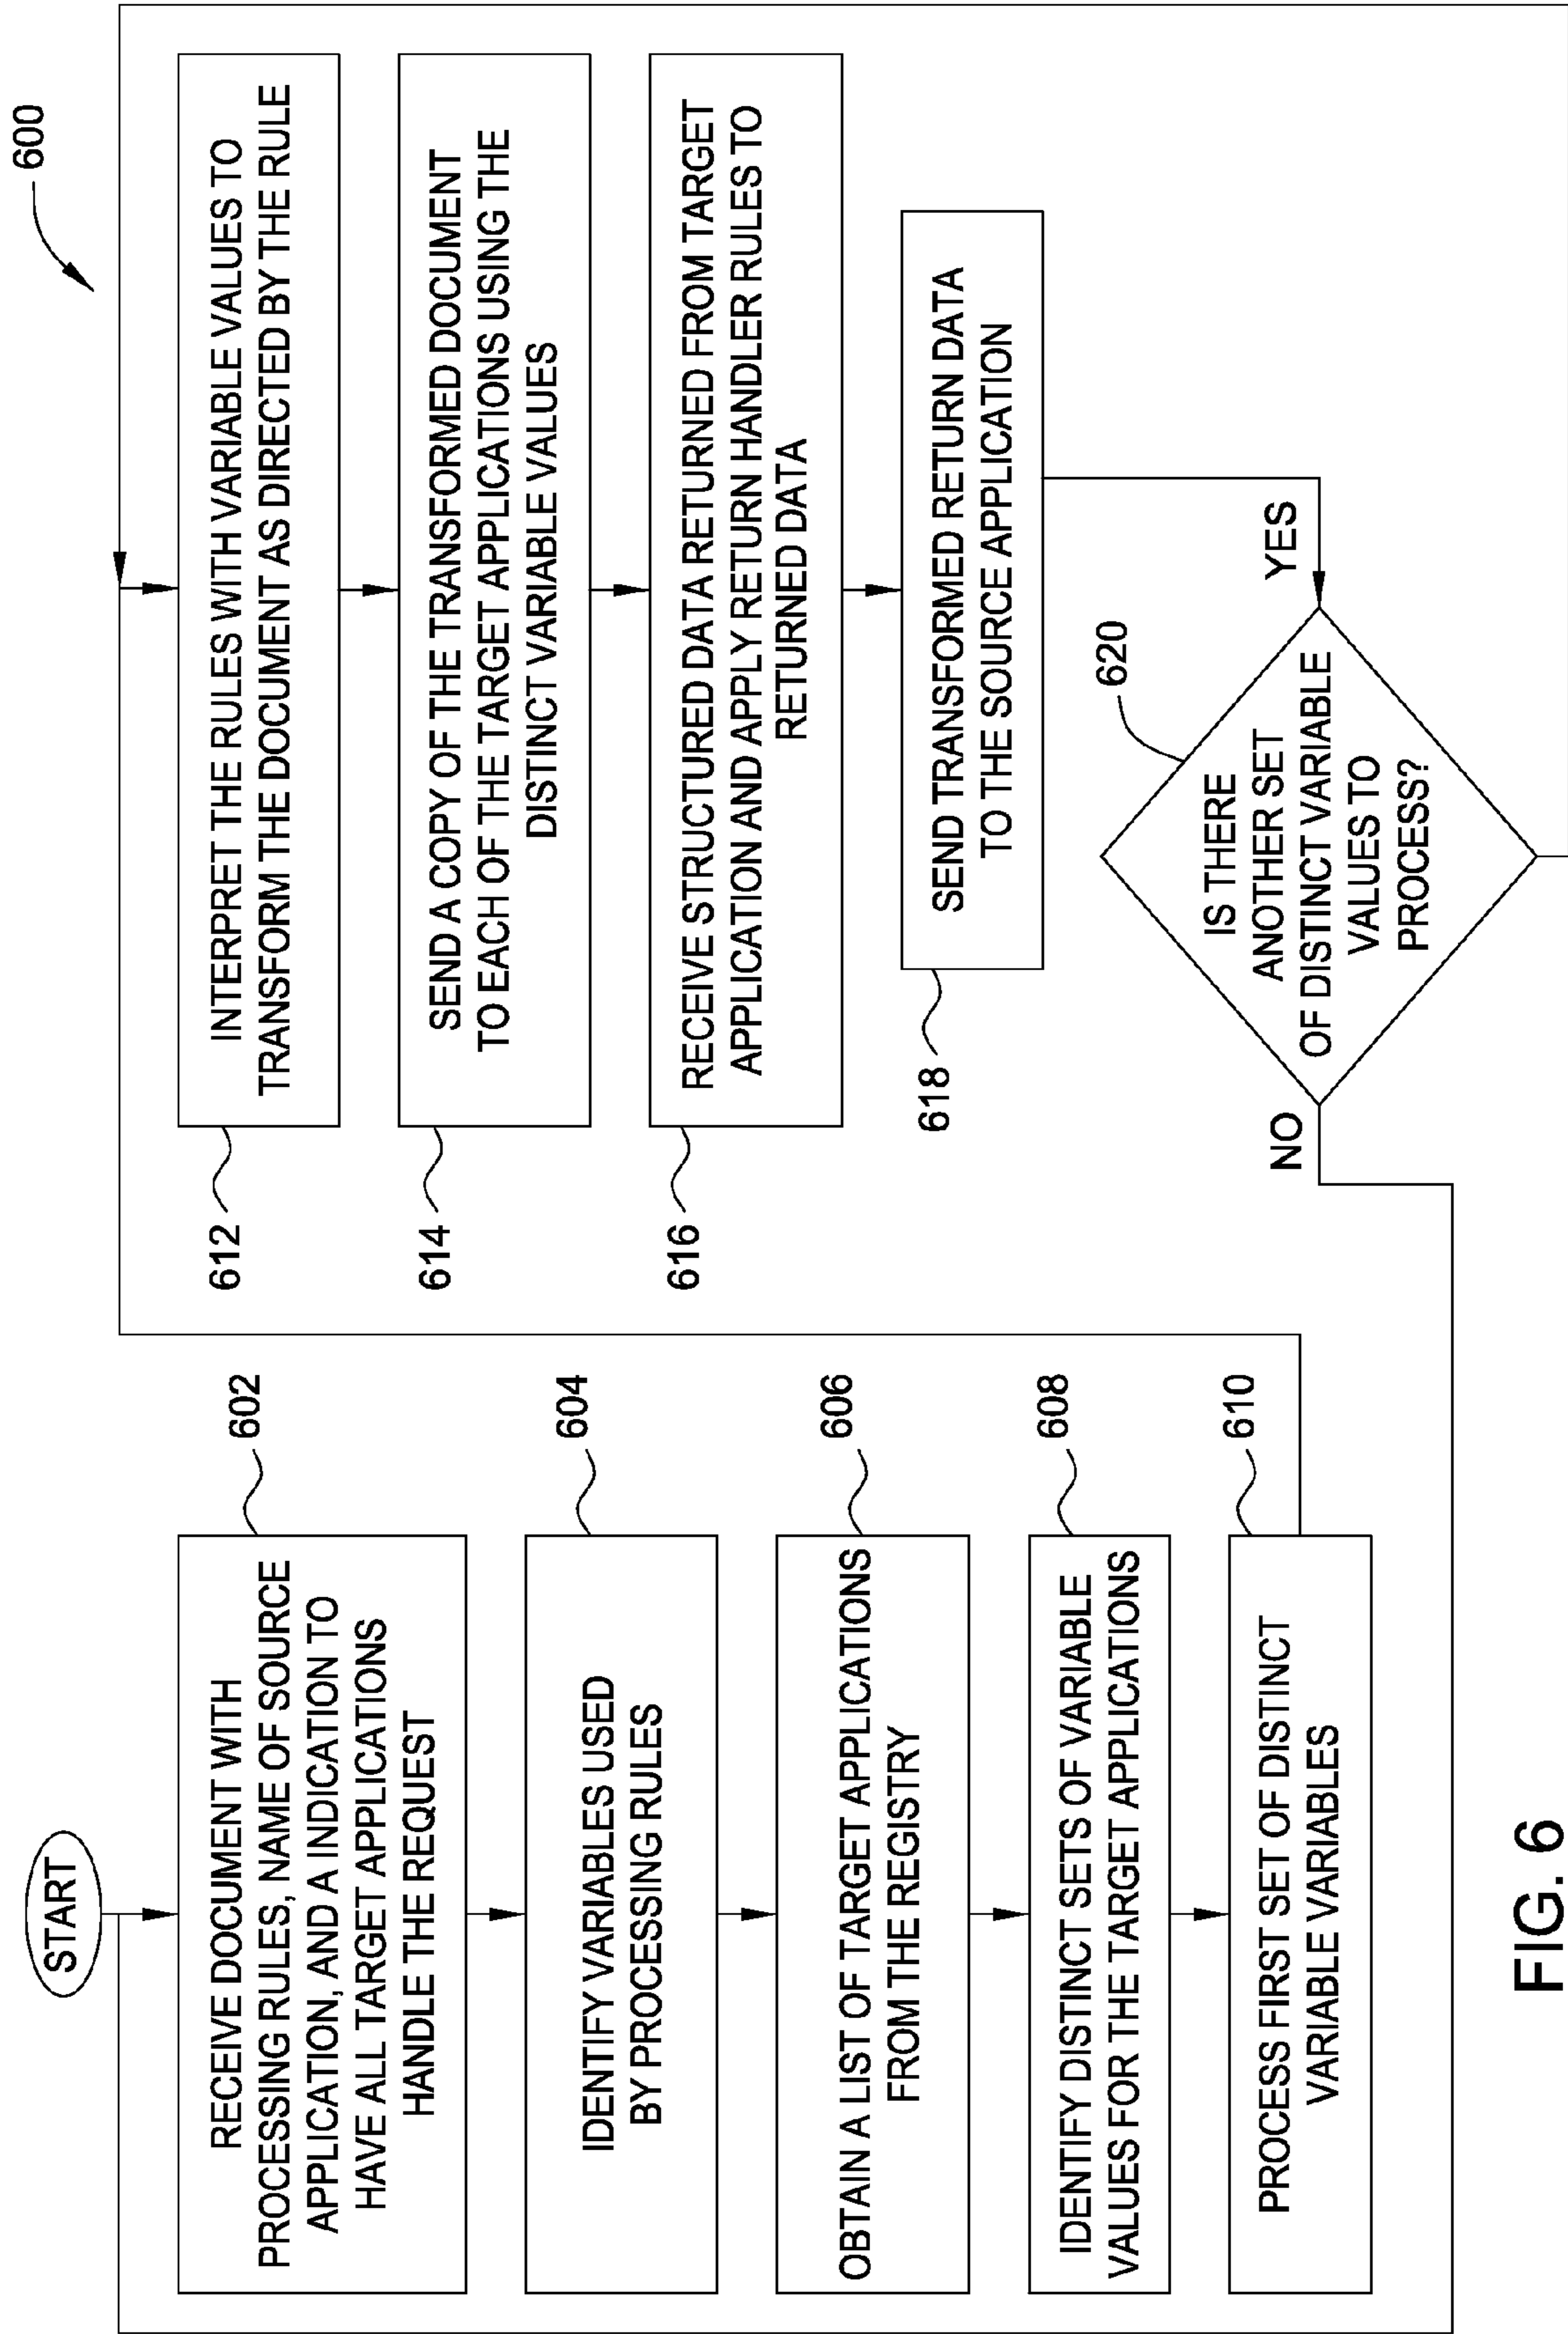 600
START
RECEIVE DOCUMENT WITH
PROCESSING RULES, NAME OF SOURCE
APPLICATION, AND A INDICATION TO
HAVE ALL TARGET APPLICATIONS
HANDLE THE REQUEST
602
IDENTIFY VARIABLES USED
BY PROCESSING RULES
604
OBTAIN A LIST OF TARGET APPLICATIONS
FROM THE REGISTRY
606
IDENTIFY DISTINCT SETS OF VARIABLE
VALUES FOR THE TARGET APPLICATIONS
608
PROCESS FIRST SET OF DISTINCT
VARIABLE VARIABLES
610
INTERPRET THE RULES WITH VARIABLE VALUES TO
TRANSFORM THE DOCUMENT AS DIRECTED BY THE RULE
612
SEND A COPY OF THE TRANSFORMED DOCUMENT
TO EACH OF THE TARGET APPLICATIONS USING THE
DISTINCT VARIABLE VALUES
614
RECEIVE STRUCTURED DATA RETURNED FROM TARGET
APPLICATION AND APPLY RETURN HANDLER RULES TO
RETURNED DATA
616
SEND TRANSFORMED RETURN DATA
TO THE SOURCE APPLICATION
618
YES
620
IS THERE
ANOTHER SET
OF DISTINCT VARIABLE
VALUES TO
PROCESS?
NO
FIG. 6